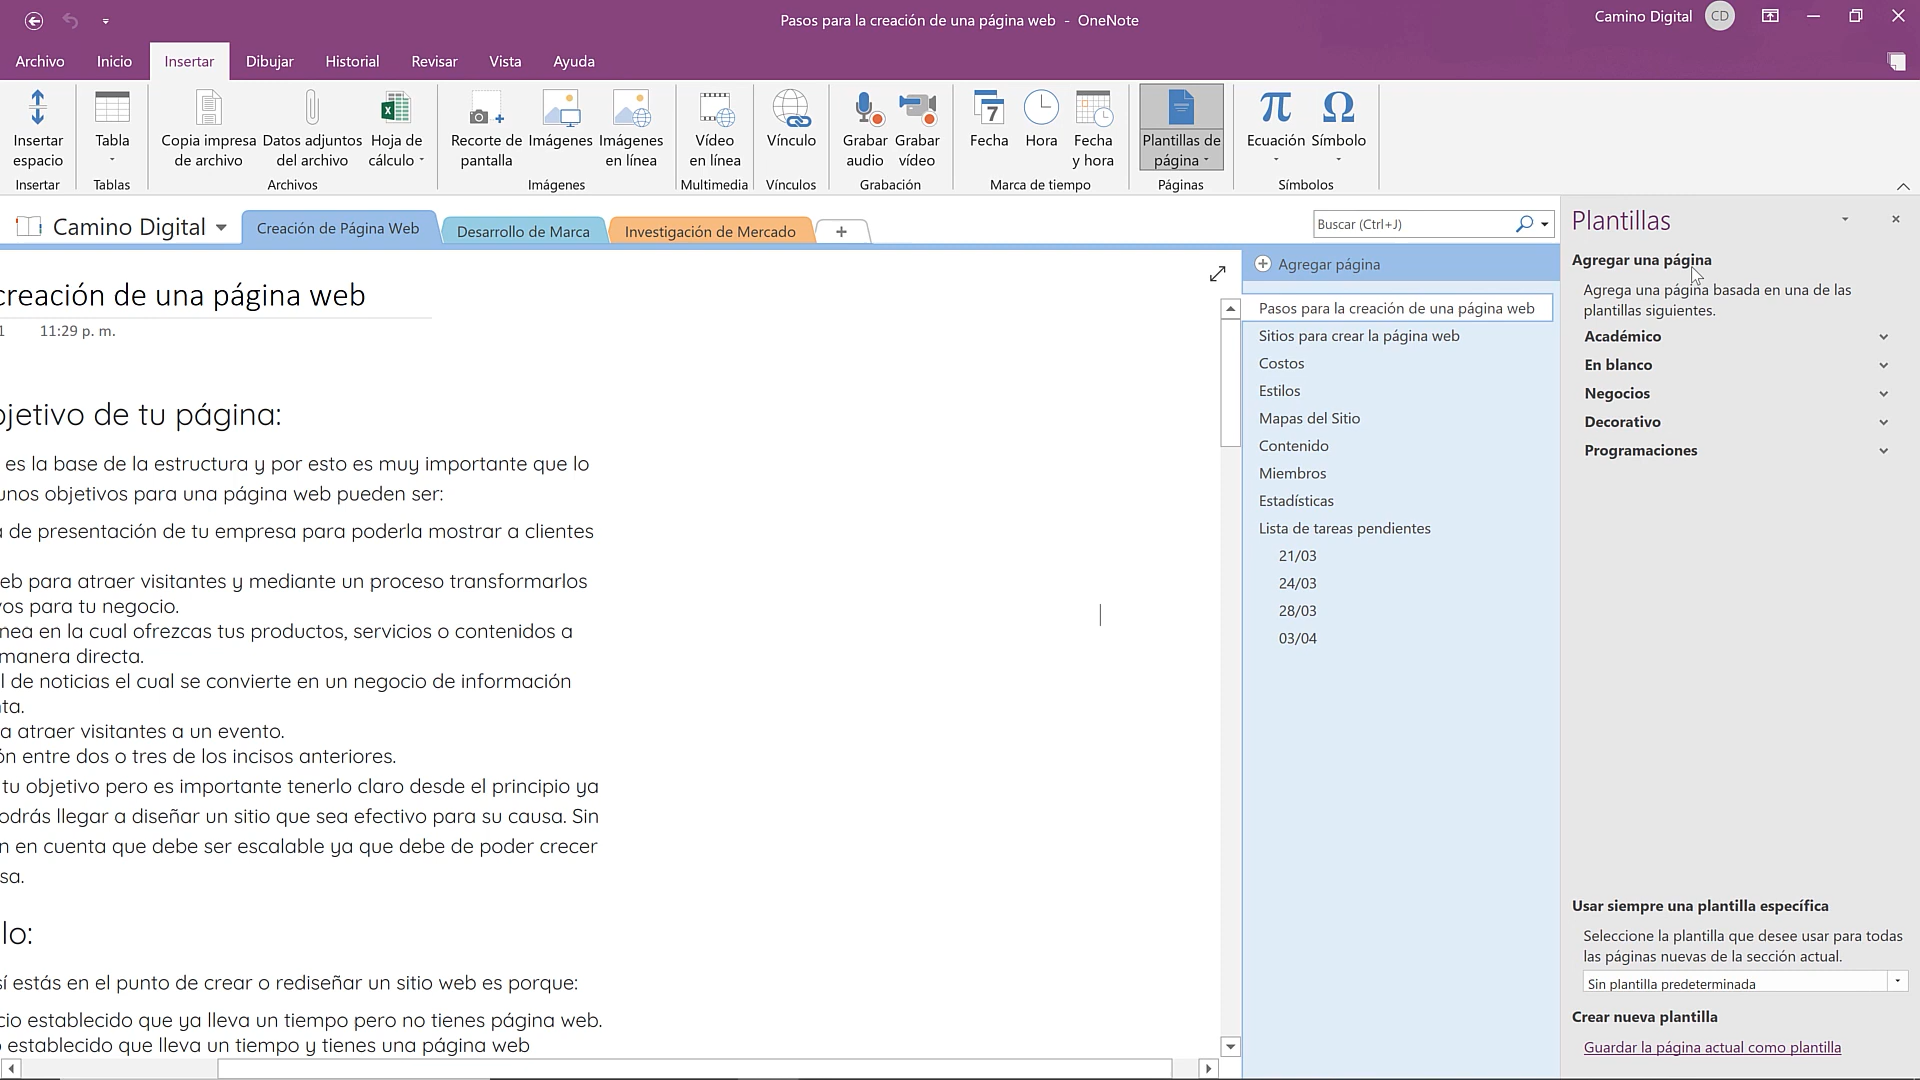 Pasos para la creación de una página web - OneNote
Camino Digital
CD
Archivo
Inicio
Insertar
Dibujar
Historial
Revisar
Vista
Ayuda
Insertar
espacio
Tabla
Copia impresa
de archivo
Datos adjuntos
del archivo
Hoja de
cálculo
Recorte de
pantalla
Imágenes
Imágenes
en línea
Vídeo
en línea
Vínculo
Grabar
audio
Grabar
vídeo
7
Fecha
Hora
Fecha
y hora
Plantillas de
página
π
Ecuación
Ω
Símbolo
Insertar
Tablas
Archivos
Imágenes
Multimedia
Vínculos
Grabación
Marca de tiempo
Páginas
Símbolos
Camino Digital
Creación de Página Web
Desarrollo de Marca
Investigación de Mercado
+
Buscar (Ctrl+J)
creación de una página web
1 11:29 p. m.
bjetivo de tu página:
es la base de la estructura y por esto es muy importante que lo
unos objetivos para una página web pueden ser:
a de presentación de tu empresa para poderla mostrar a clientes
eb para atraer visitantes y mediante un proceso transformarlos
vos para tu negocio.
nea en la cual ofrezcas tus productos, servicios o contenidos a
manera directa.
l de noticias el cual se convierte en un negocio de información
nta.
a atraer visitantes a un evento.
ón entre dos o tres de los incisos anteriores.
tu objetivo pero es importante tenerlo claro desde el principio ya
odrás llegar a diseñar un sitio que sea efectivo para su causa. Sin
n en cuenta que debe ser escalable ya que debe de poder crecer
sa.
lo:
sí estás en el punto de crear o rediseñar un sitio web es porque:
cio establecido que ya lleva un tiempo pero no tienes página web.
o establecido que lleva un tiempo y tienes una página web
Agregar página
Pasos para la creación de una página web
Sitios para crear la página web
Costos
Estilos
Mapas del Sitio
Contenido
Miembros
Estadísticas
Lista de tareas pendientes
21/03
24/03
28/03
03/04
Plantillas
Agregar una página
Agrega una página basada en una de las
plantillas siguientes.
Académico
En blanco
Negocios
Decorativo
Programaciones
Usar siempre una plantilla específica
Seleccione la plantilla que desee usar para todas
las páginas nuevas de la sección actual.
Sin plantilla predeterminada
Crear nueva plantilla
Guardar la página actual como plantilla